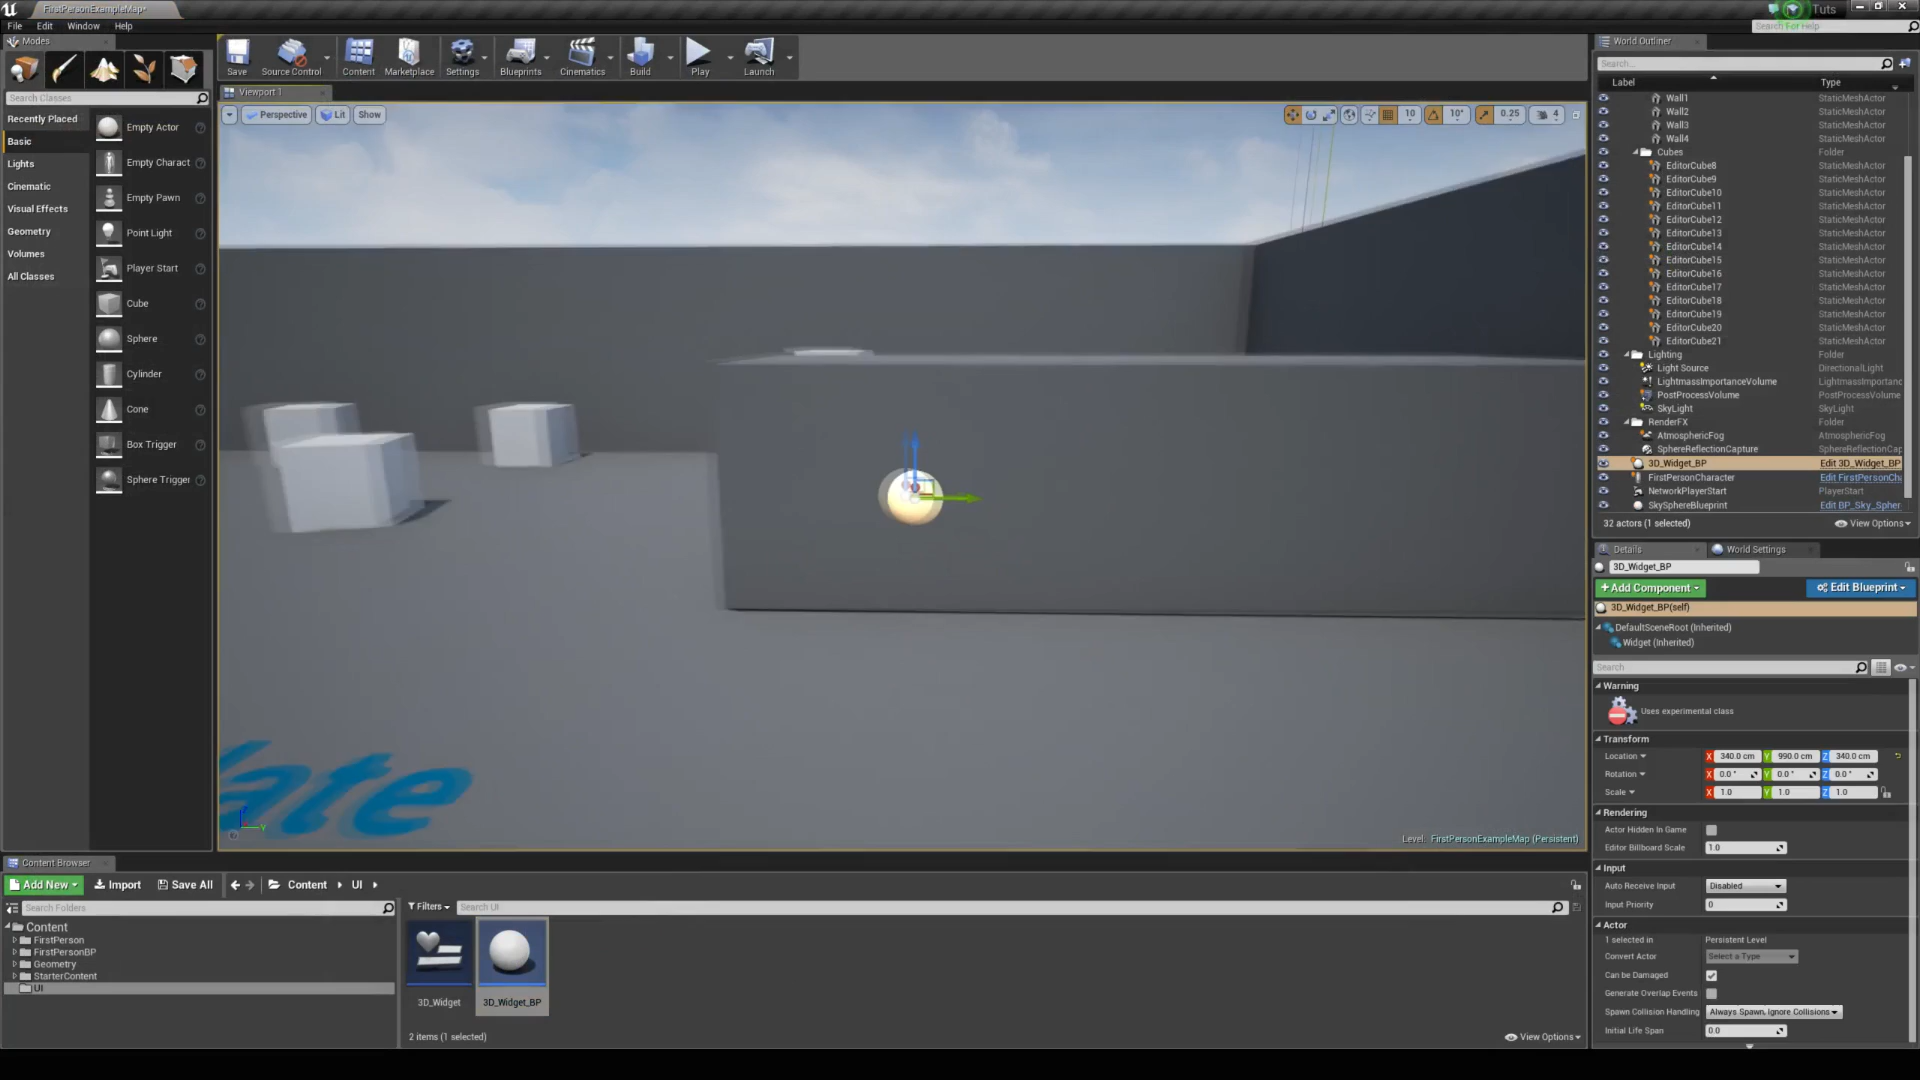 FirstPersonExampleMap*
Tuts
File Edit Window Help
Search For Help
Modes
Search Classes
Recently Placed
Basic
Lights
Cinematic
Visual Effects
Geometry
Volumes
All Classes
Empty Actor
Empty Charact
Empty Pawn
Point Light
Player Start
Cube
Sphere
Cylinder
Cone
Box Trigger
Sphere Trigger
Save Source Control Content Marketplace Settings Blueprints Cinematics Build Play Launch
Viewport 1
Perspective Lit Show
10 10° 0.25 4
late
Level: FirstPersonExampleMap (Persistent)
World Outliner
Search...
Label Type
Wall1 StaticMeshActor
Wall2 StaticMeshActor
Wall3 StaticMeshActor
Wall4 StaticMeshActor
Cubes Folder
EditorCube8 StaticMeshActor
EditorCube9 StaticMeshActor
EditorCube10 StaticMeshActor
EditorCube11 StaticMeshActor
EditorCube12 StaticMeshActor
EditorCube13 StaticMeshActor
EditorCube14 StaticMeshActor
EditorCube15 StaticMeshActor
EditorCube16 StaticMeshActor
EditorCube17 StaticMeshActor
EditorCube18 StaticMeshActor
EditorCube19 StaticMeshActor
EditorCube20 StaticMeshActor
EditorCube21 StaticMeshActor
Lighting Folder
Light Source DirectionalLight
LightmassImportanceVolume LightmassImportanc
PostProcessVolume PostProcessVolume
SkyLight SkyLight
RenderFX Folder
AtmosphericFog AtmosphericFog
SphereReflectionCapture SphereReflectionCap
3D_Widget_BP Edit 3D_Widget_BP
FirstPersonCharacter Edit FirstPersonCha
NetworkPlayerStart PlayerStart
SkySphereBlueprint Edit BP_Sky_Spher
32 actors (1 selected) View Options
Details World Settings
3D_Widget_BP
+ Add Component Edit Blueprint
3D_Widget_BP(self)
DefaultSceneRoot (Inherited)
Widget (Inherited)
Search
Warning
Uses experimental class
Transform
Location X 340.0 cm Y 990.0 cm Z 340.0 cm
Rotation X 0.0 ° Y 0.0 ° Z 0.0 °
Scale X 1.0 Y 1.0 Z 1.0
Rendering
Actor Hidden In Game
Editor Billboard Scale 1.0
Input
Auto Receive Input Disabled
Input Priority 0
Actor
1 selected in Persistent Level
Convert Actor Select a Type
Can be Damaged
Generate Overlap Events
Spawn Collision Handling Always Spawn, Ignore Collisions
Initial Life Span 0.0
Content Browser
Add New Import Save All Content UI
Search Folders
Filters Search UI
Content
FirstPerson
FirstPersonBP
Geometry
StarterContent
UI
3D_Widget 3D_Widget_BP
2 items (1 selected) View Options